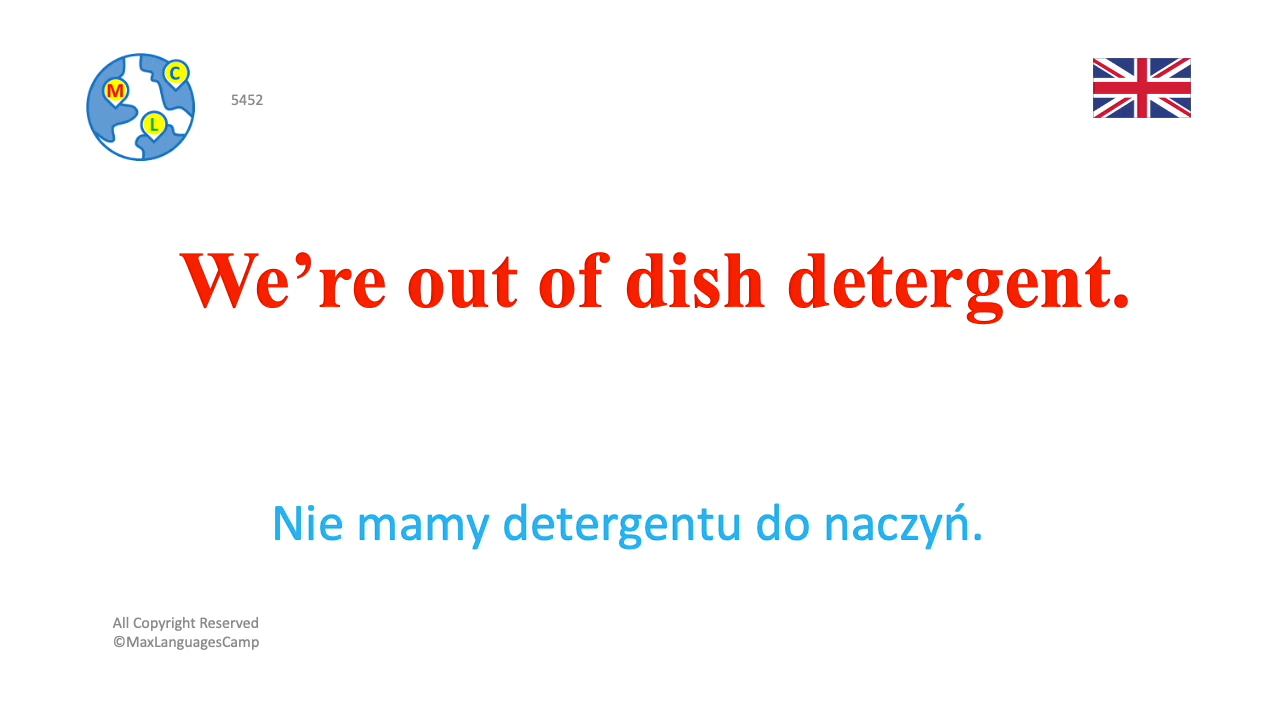 M
C
L
5452
We’re out of dish detergent.
Nie mamy detergentu do naczyń.
All Copyright Reserved
©MaxLanguagesCamp